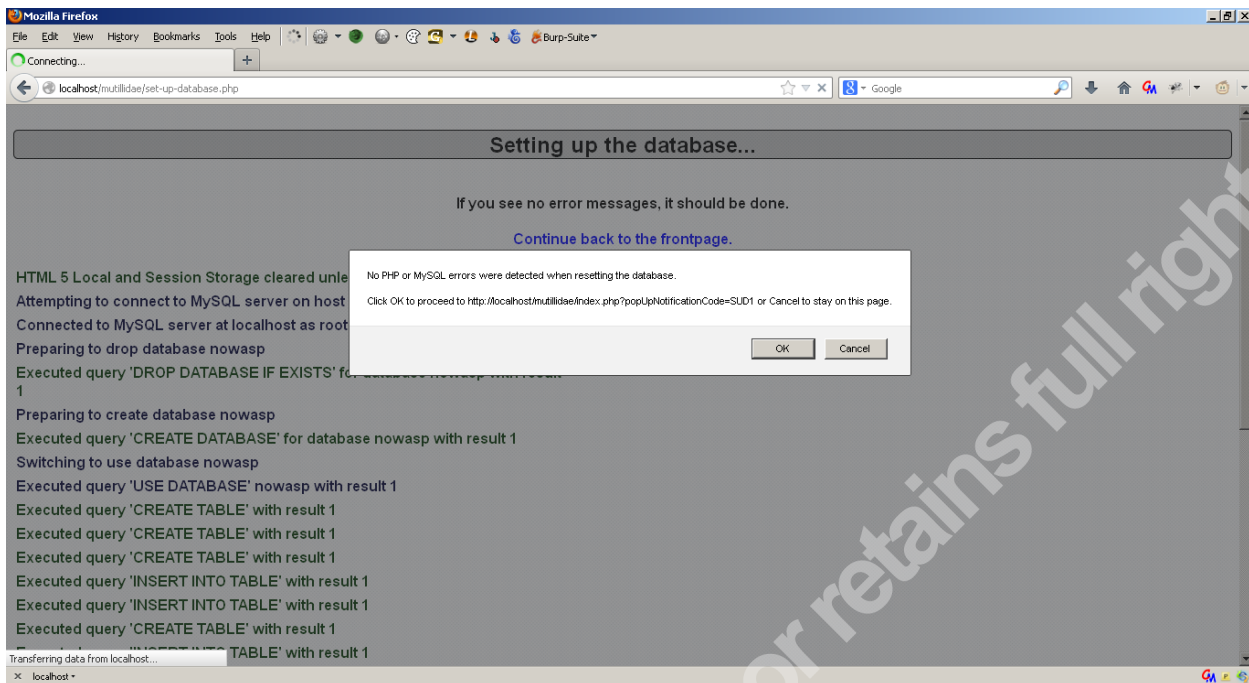 Mozilla Firefox
File Edit View History Bookmarks Tools Help Burp-Suite
Connecting...
localhost/mutillidae/set-up-database.php
Google
Setting up the database...
If you see no error messages, it should be done.
Continue back to the frontpage.
No PHP or MySQL errors were detected when resetting the database.
Click OK to proceed to http://localhost/mutillidae/index.php?popUpNotificationCode=SUD1 or Cancel to stay on this page.
OK Cancel
HTML 5 Local and Session Storage cleared
Attempting to connect to MySQL server on host
Connected to MySQL server at localhost as root
Preparing to drop database nowasp
Executed query 'DROP DATABASE IF EXISTS' for database nowasp with result
1
Preparing to create database nowasp
Executed query 'CREATE DATABASE' for database nowasp with result 1
Switching to use database nowasp
Executed query 'USE DATABASE' nowasp with result 1
Executed query 'CREATE TABLE' with result 1
Executed query 'CREATE TABLE' with result 1
Executed query 'CREATE TABLE' with result 1
Executed query 'INSERT INTO TABLE' with result 1
Executed query 'INSERT INTO TABLE' with result 1
Executed query 'CREATE TABLE' with result 1
TABLE' with result 1
Transferring data from localhost...
localhost
or retains full right